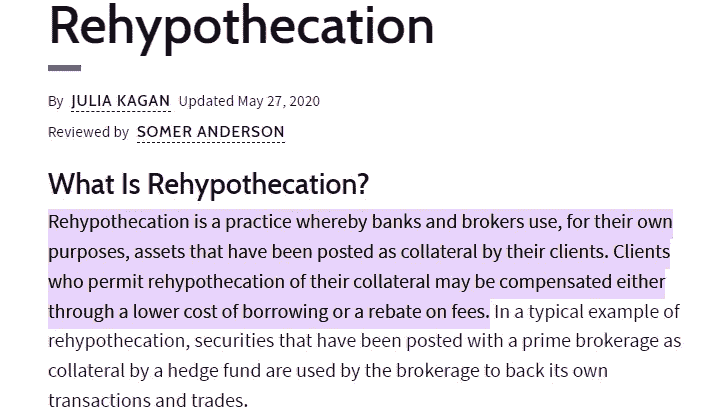 Rehypothecation
By JULIA KAGAN Updated May 27, 2020
Reviewed by SOMER ANDERSON
What Is Rehypothecation?
Rehypothecation is a practice whereby banks and brokers use, for their own
purposes, assets that have been posted as collateral by their clients. Clients
who permit rehypothecation of their collateral may be compensated either
through a lower cost of borrowing or a rebate on fees. In a typical example of
rehypothecation, securities that have been posted with a prime brokerage as
collateral by a hedge fund are used by the brokerage to back its own
transactions and trades.